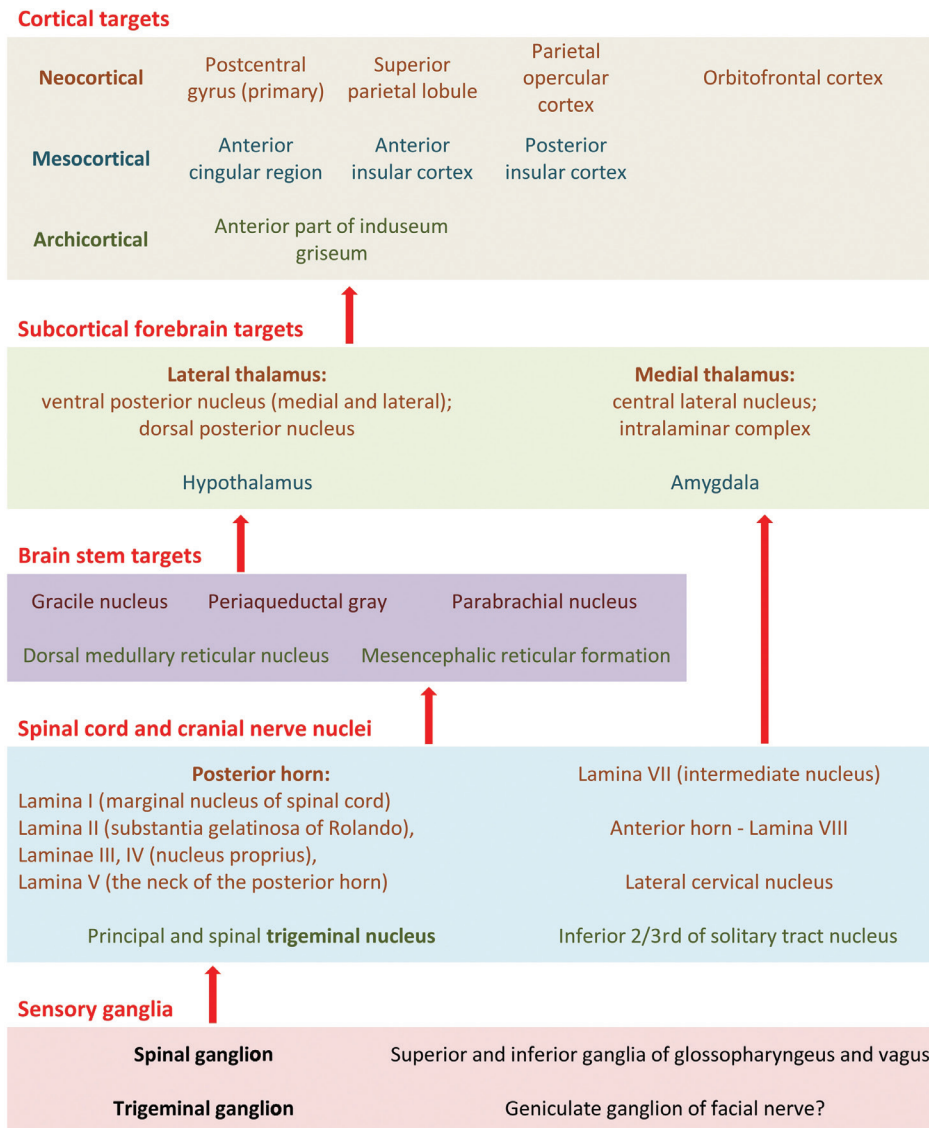 Cortical targets
Neocortical
Postcentral
gyrus (primary)
Superior
parietal lobule
Parietal
opercular
cortex
Orbitofrontal cortex
Mesocortical
Anterior
cingular region
Anterior
insular cortex
Posterior
insular cortex
Archicortical
Anterior part of induseum
griseum
Subcortical forebrain targets
Lateral thalamus:
ventral posterior nucleus (medial and lateral);
dorsal posterior nucleus
Medial thalamus:
central lateral nucleus;
intralaminar complex
Hypothalamus
Amygdala
Brain stem targets
Gracile nucleus
Periaqueductal gray
Parabrachial nucleus
Dorsal medullary reticular nucleus
Mesencephalic reticular formation
Spinal cord and cranial nerve nuclei
Posterior horn:
Lamina I (marginal nucleus of spinal cord)
Lamina II (substantia gelatinosa of Rolando),
Laminae III, IV (nucleus proprius),
Lamina V (the neck of the posterior horn)
Lamina VII (intermediate nucleus)
Anterior horn - Lamina VIII
Lateral cervical nucleus
Principal and spinal trigeminal nucleus
Inferior 2/3rd of solitary tract nucleus
Sensory ganglia
Spinal ganglion
Superior and inferior ganglia of glossopharyngeus and vagus
Trigeminal ganglion
Geniculate ganglion of facial nerve?